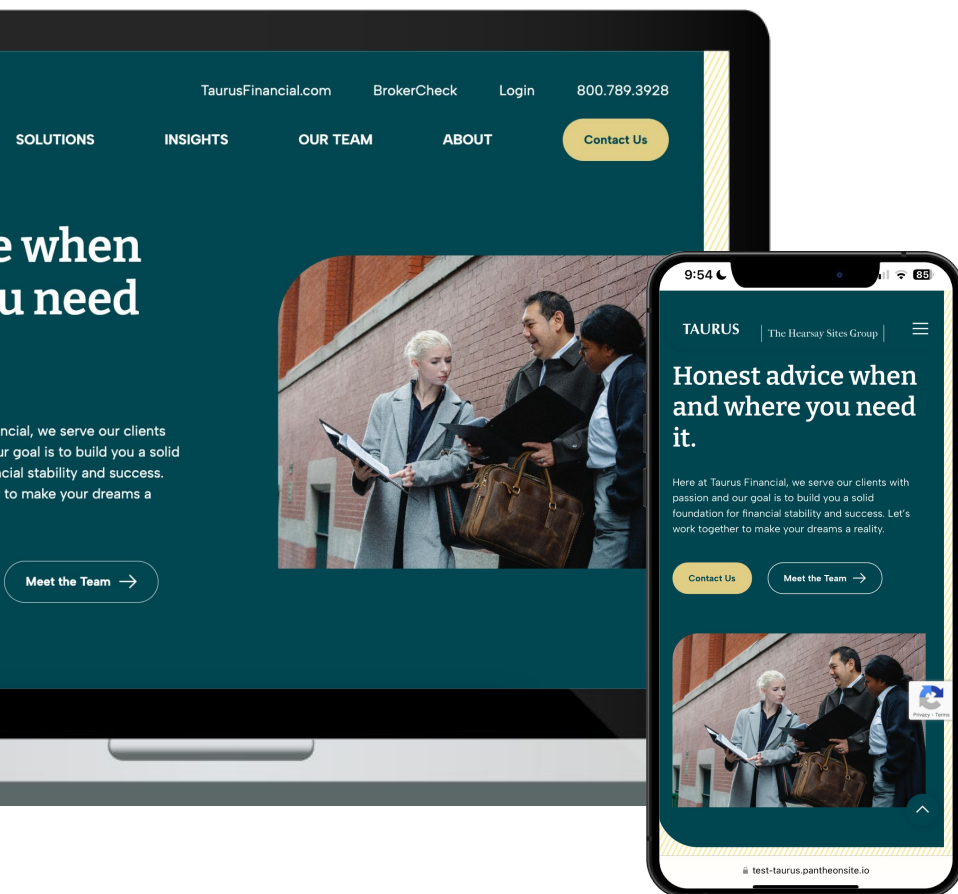 TaurusFinancial.com BrokerCheck Login 800.789.3928
SOLUTIONS INSIGHTS OUR TEAM ABOUT Contact Us
e when
u need
ncial, we serve our clients
ur goal is to build you a solid
ncial stability and success.
to make your dreams a
Meet the Team
9:54
85
TAURUS The Hearsay Sites Group
Honest advice when
and where you need
it.
Here at Taurus Financial, we serve our clients with
passion and our goal is to build you a solid
foundation for financial stability and success. Let's
work together to make your dreams a reality.
Contact Us Meet the Team
Privacy - Terms
test-taurus.pantheonsite.io